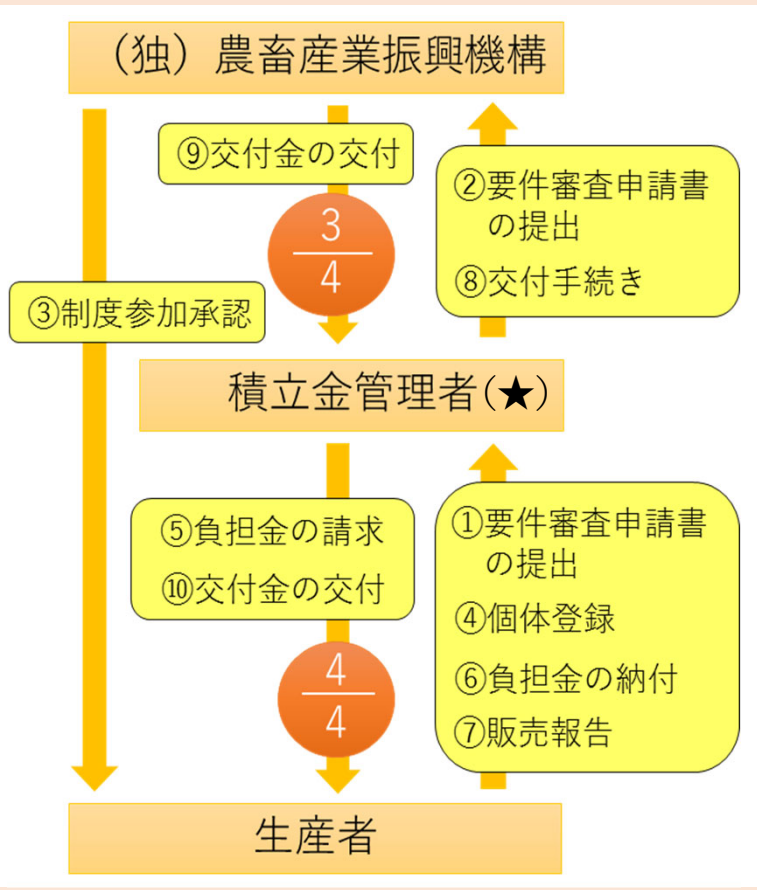 （独）農畜産業振興機構
⑨交付金の交付
3
4
②要件審査申請書
の提出
⑧交付手続き
③制度参加承認
積立金管理者(★)
⑤負担金の請求
⑩交付金の交付
4
4
①要件審査申請書
の提出
④個体登録
⑥負担金の納付
⑦販売報告
生産者